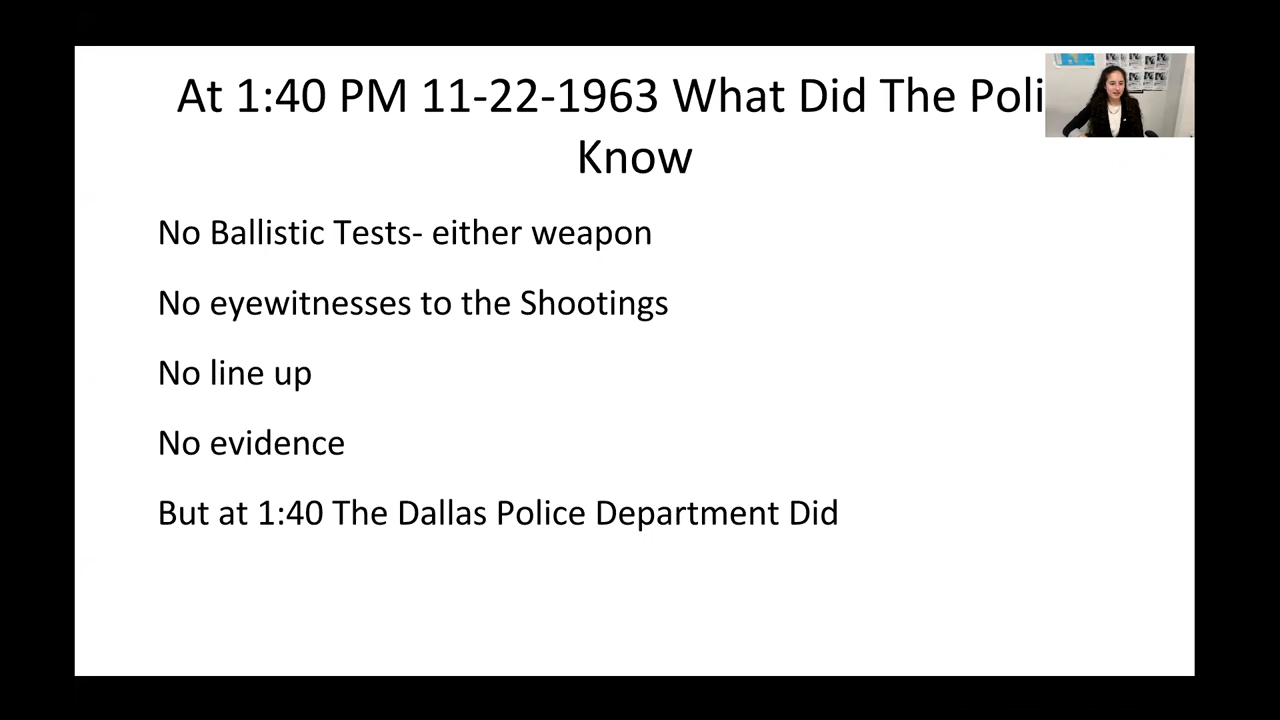 At 1:40 PM 11-22-1963 What Did The Poli
Know
No Ballistic Tests- either weapon
No eyewitnesses to the Shootings
No line up
No evidence
But at 1:40 The Dallas Police Department Did